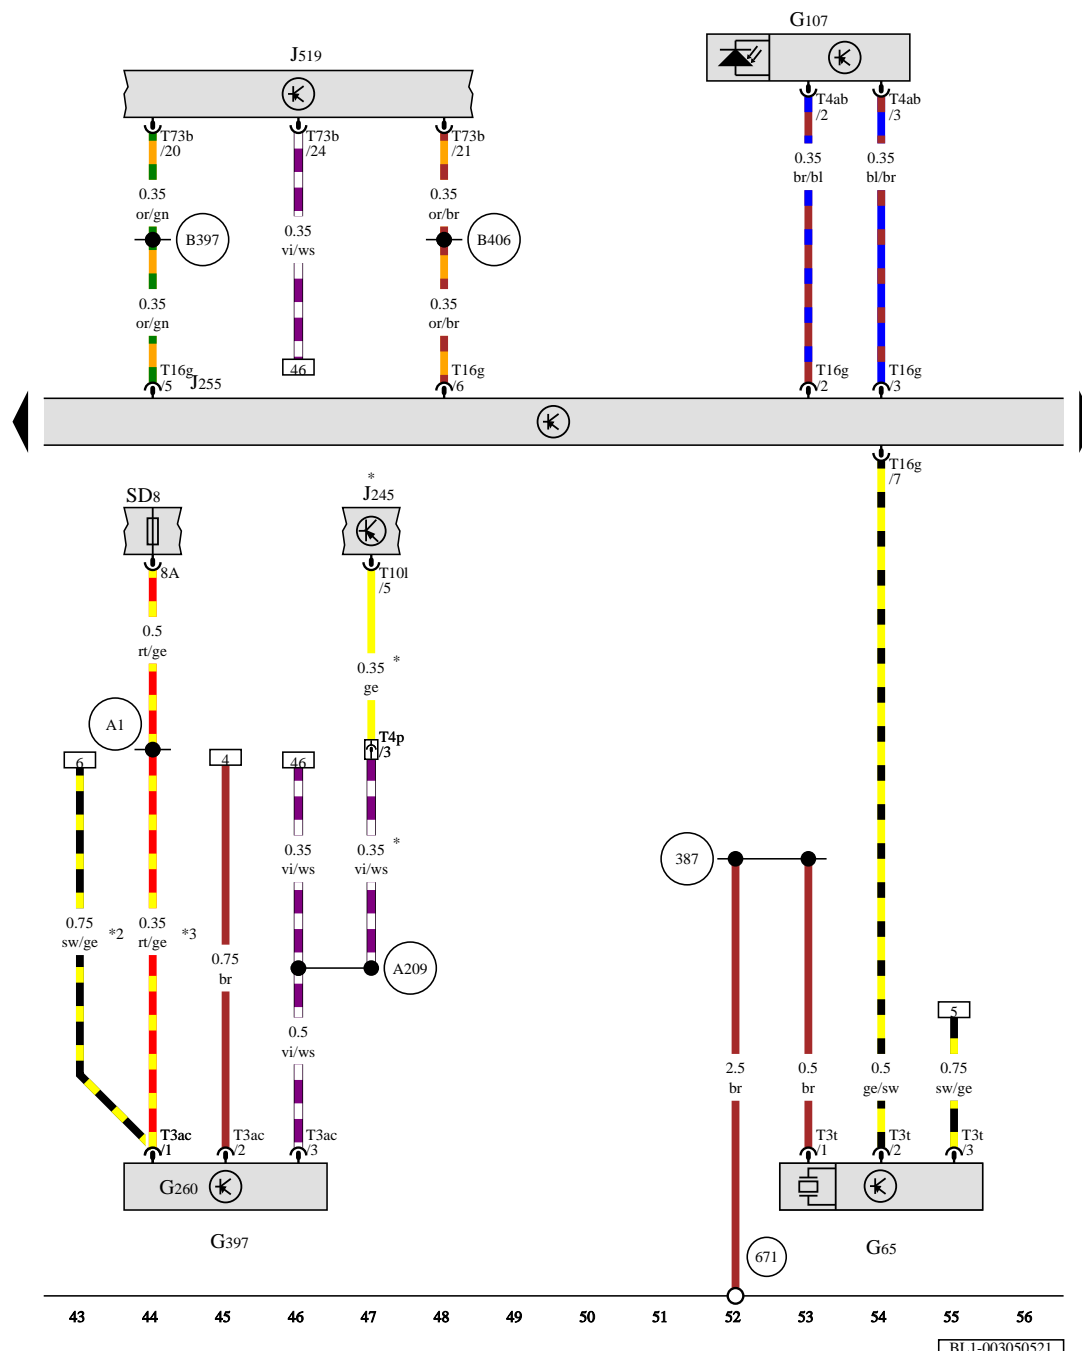 G107
J519
T73b
/20
T73b
/24
T73b
/21
T4ab
/2
T4ab
/3
0.35
or/gn
0.35
vi/ws
0.35
or/br
0.35
br/bl
0.35
bl/br
B397
B406
0.35
or/gn
0.35
or/br
46
T16g
/5
J255
T16g
/6
T16g
/2
T16g
/3
T16g
/7
SD8
*
J245
8A
T10l
/5
0.5
rt/ge
0.35 *
ge
A1
T4p
/3
6
4
46
0.35
vi/ws
0.35 *
vi/ws
387
0.75
sw/ge *2
0.35
rt/ge *3
0.75
br
A209
5
0.5
vi/ws
2.5
br
0.5
br
0.5
ge/sw
0.75
sw/ge
T3ac
/1
T3ac
/2
T3ac
/3
T3t
/1
T3t
/2
T3t
/3
G260
G397
G65
671
43 44 45 46 47 48 49 50 51 52 53 54 55 56
BL1-003050521